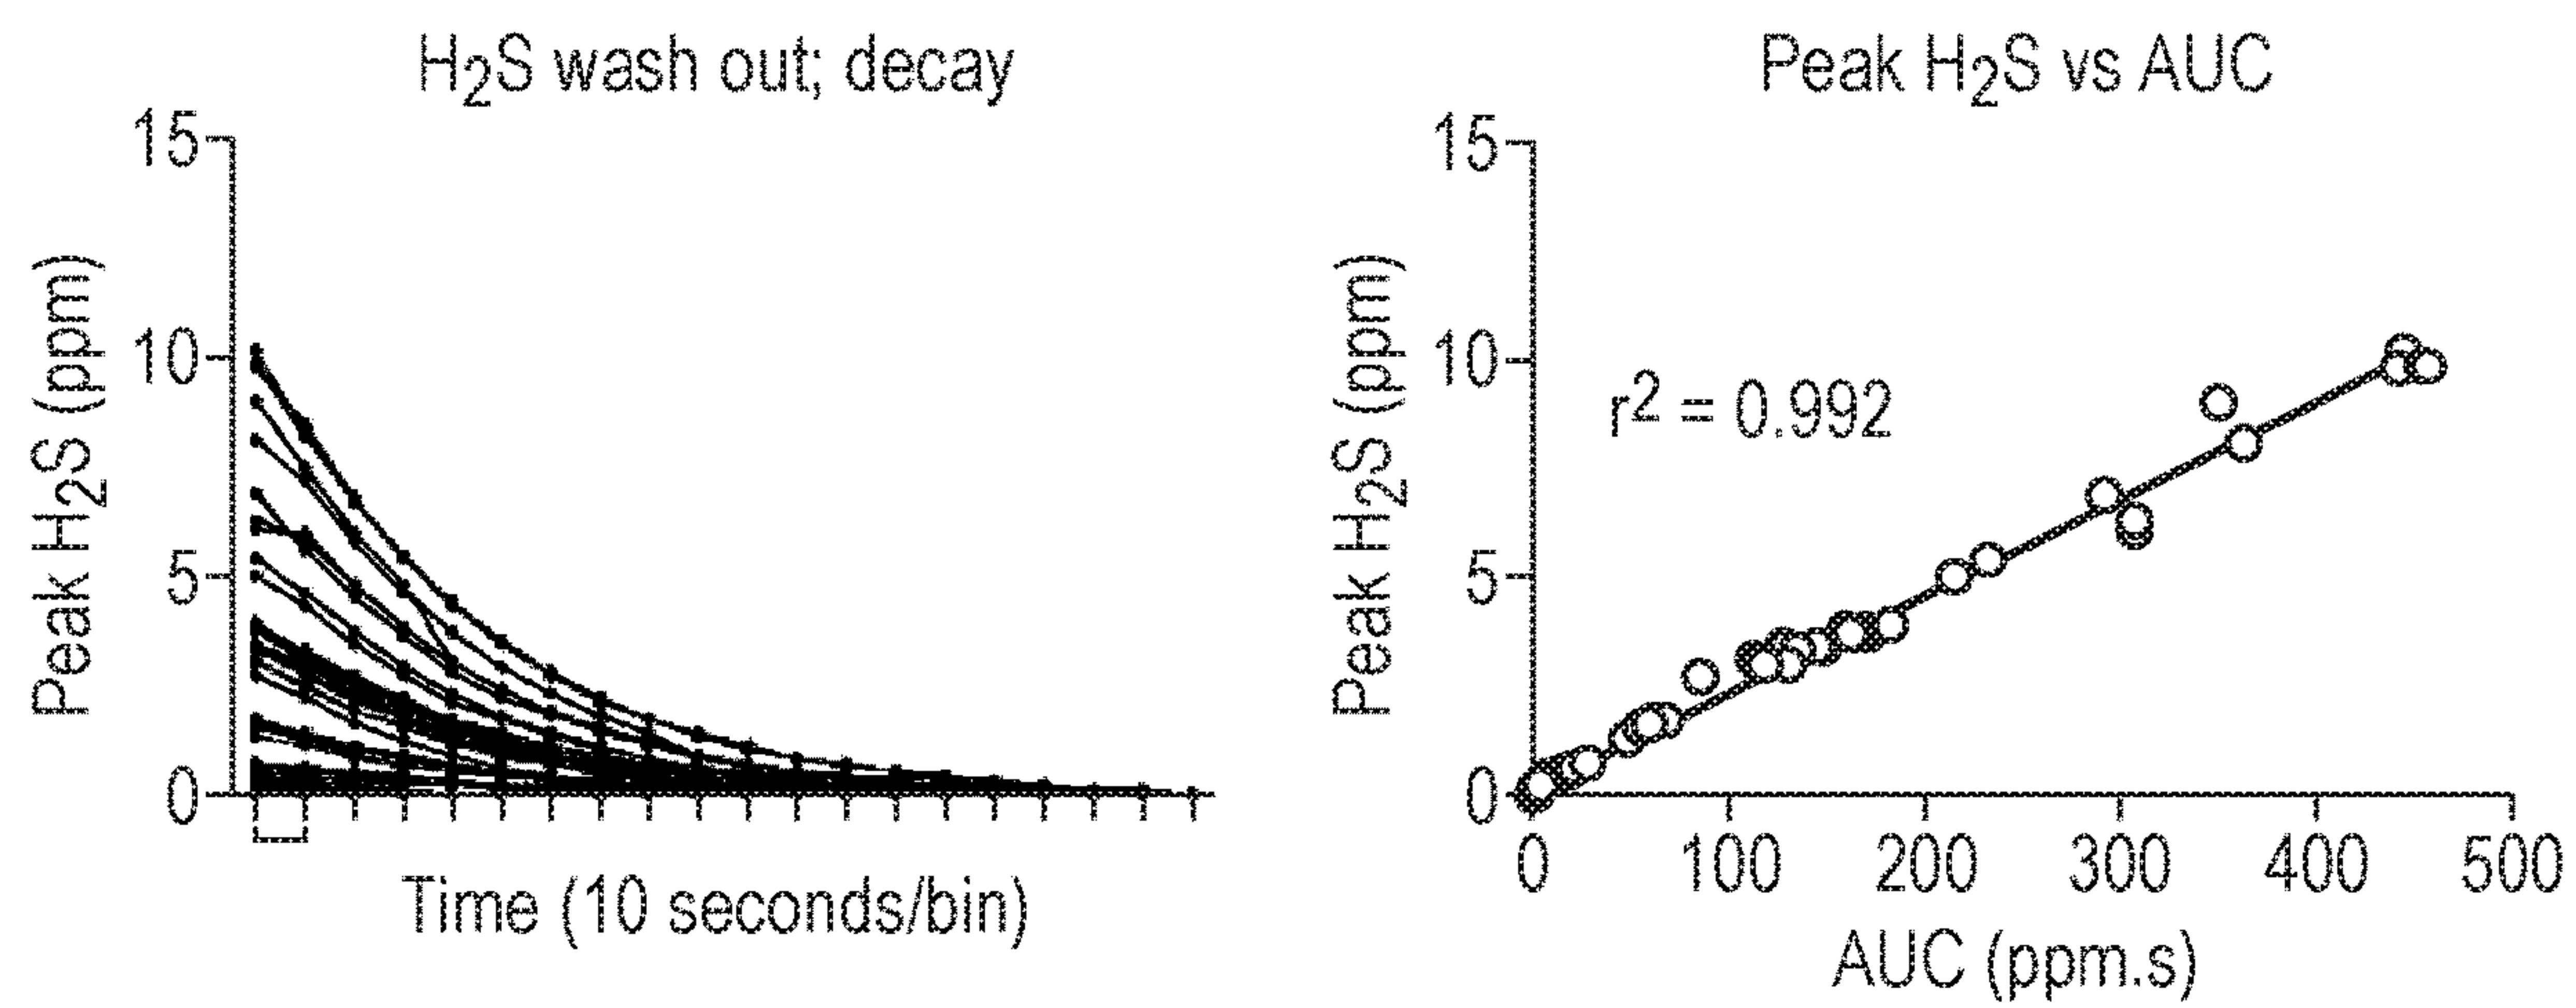 H2S wash out; decay
Peak H2S (ppm)
15
10
5
0
Time (10 seconds/bin)
Peak H2S vs AUC
Peak H2S (ppm)
15
10
5
0
r2 = 0.992
0 100 200 300 400 500
AUC (ppm.s)